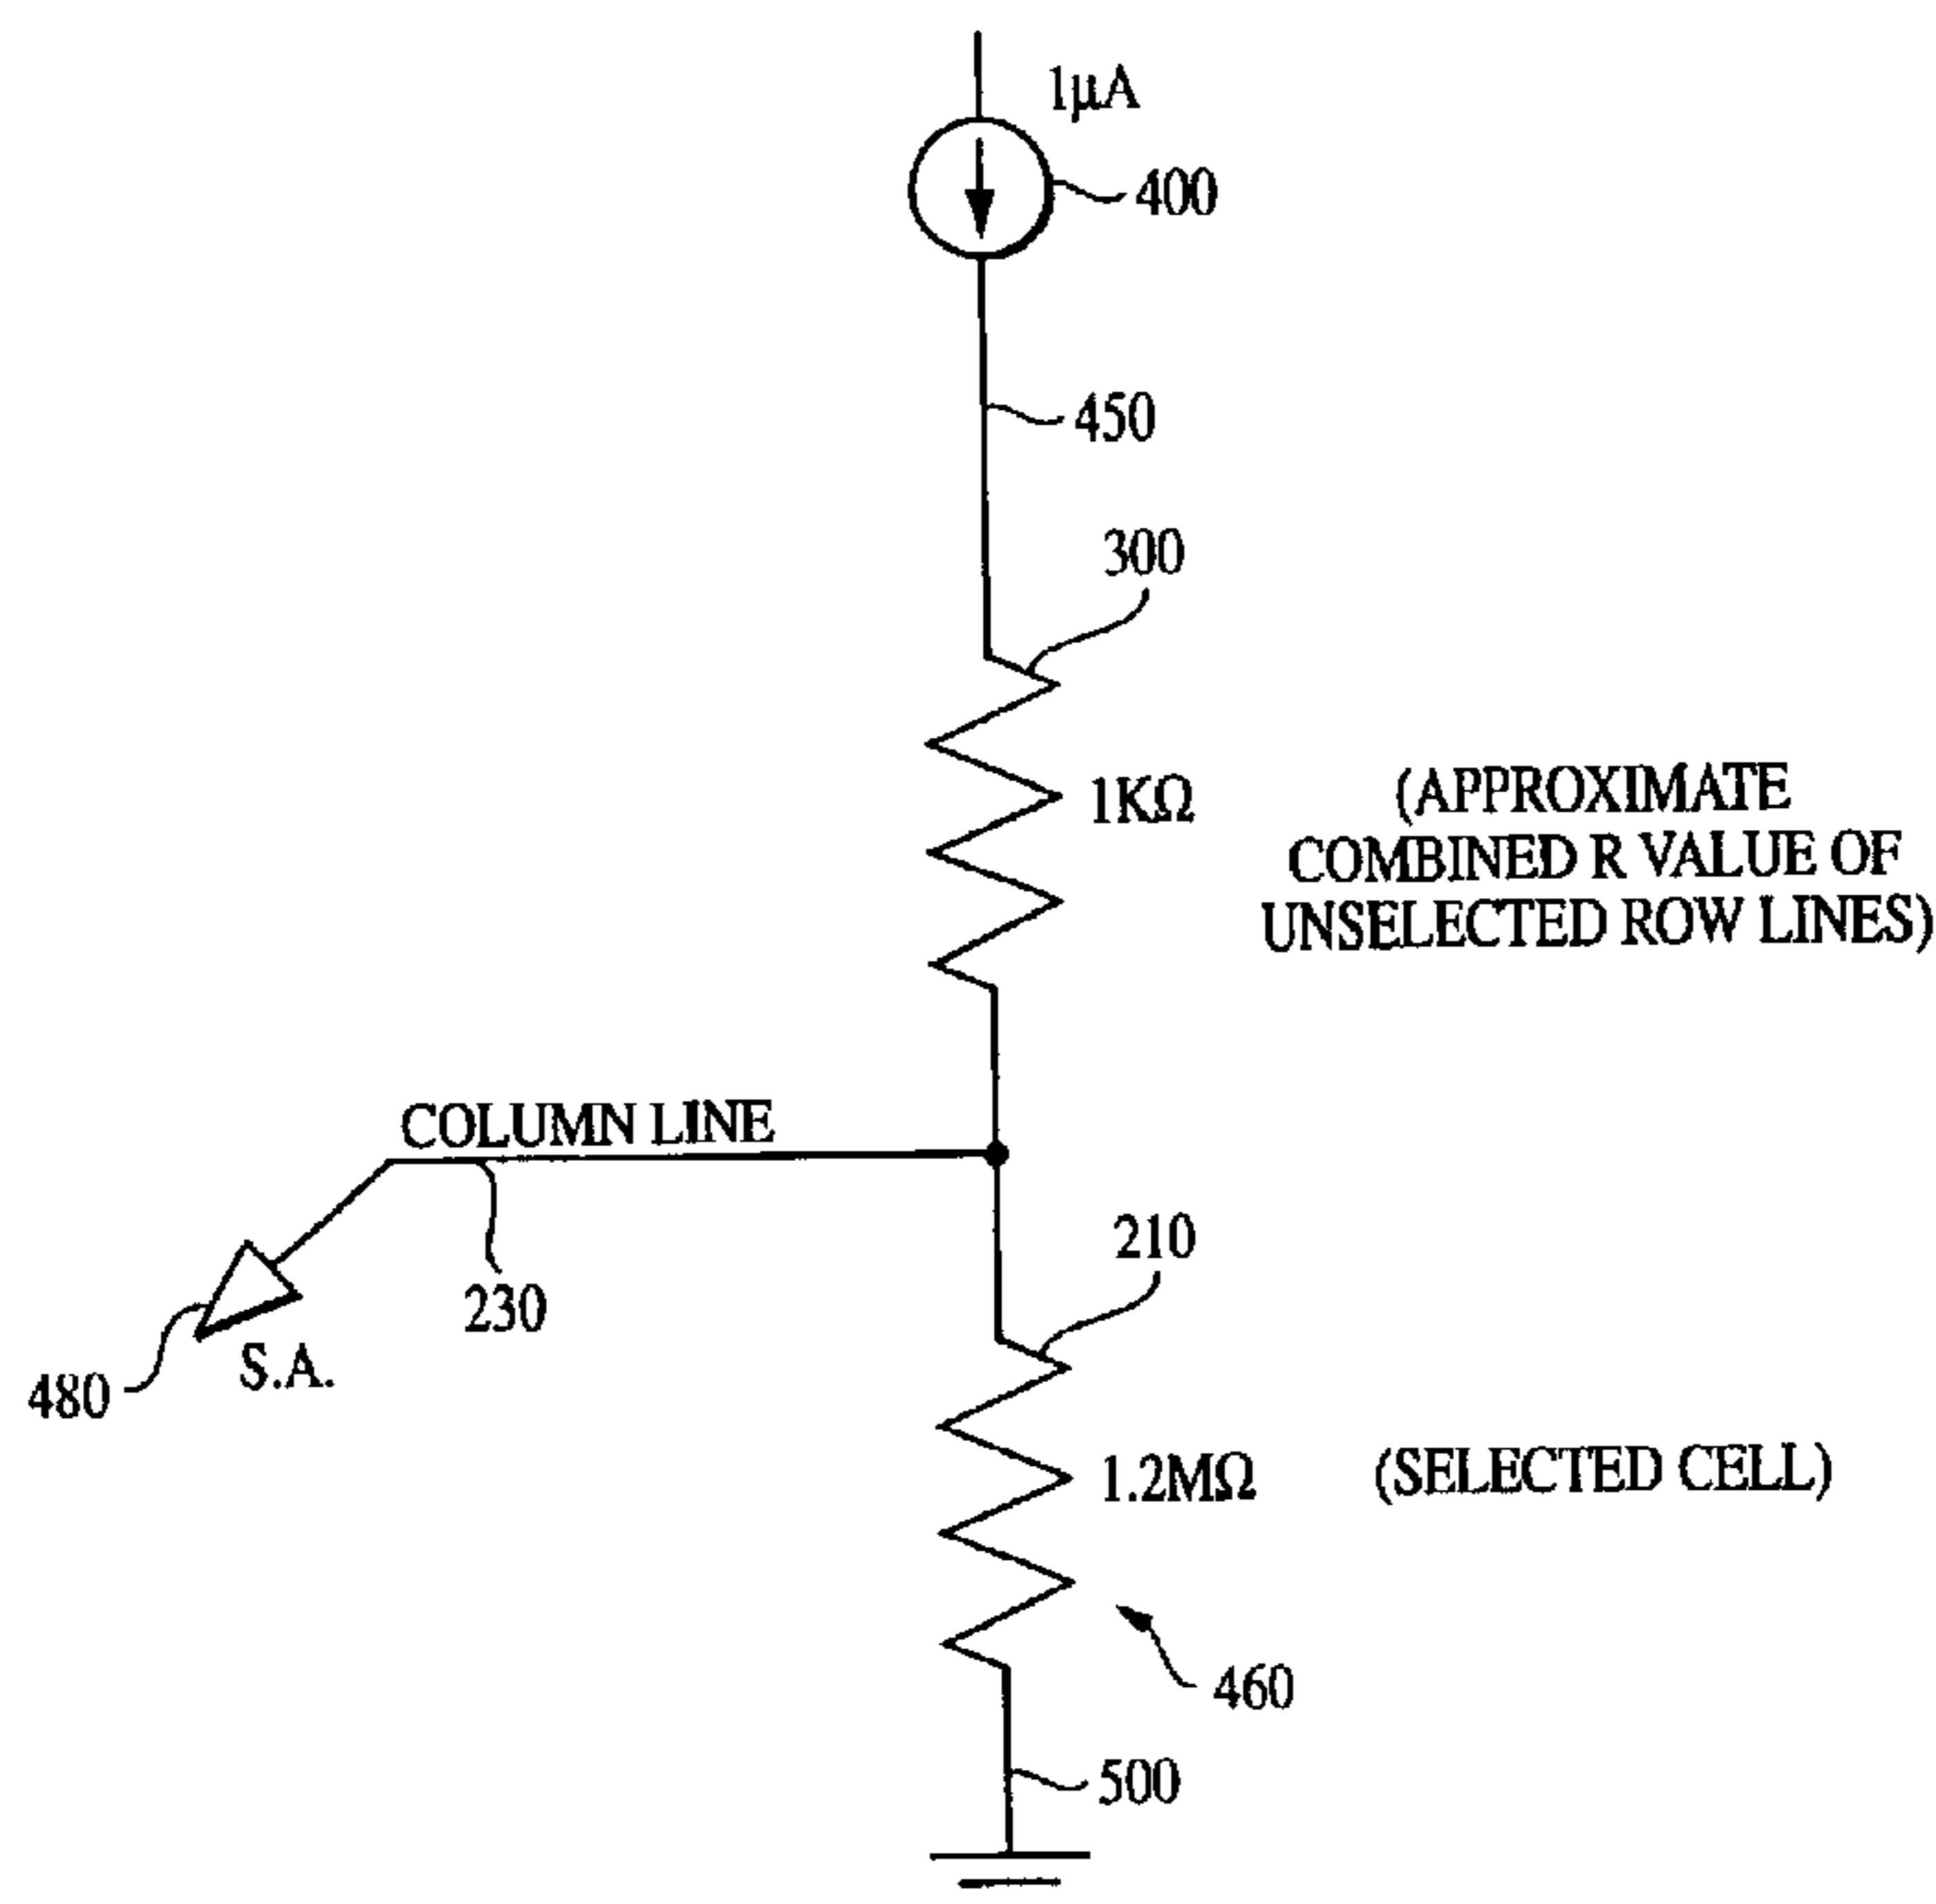 1µA
400
450
300
1KΩ
(APPROXIMATE
COMBINED R VALUE OF
UNSELECTED ROW LINES)
COLUMN LINE
230
480
S.A.
210
1.2MΩ
(SELECTED CELL)
460
500